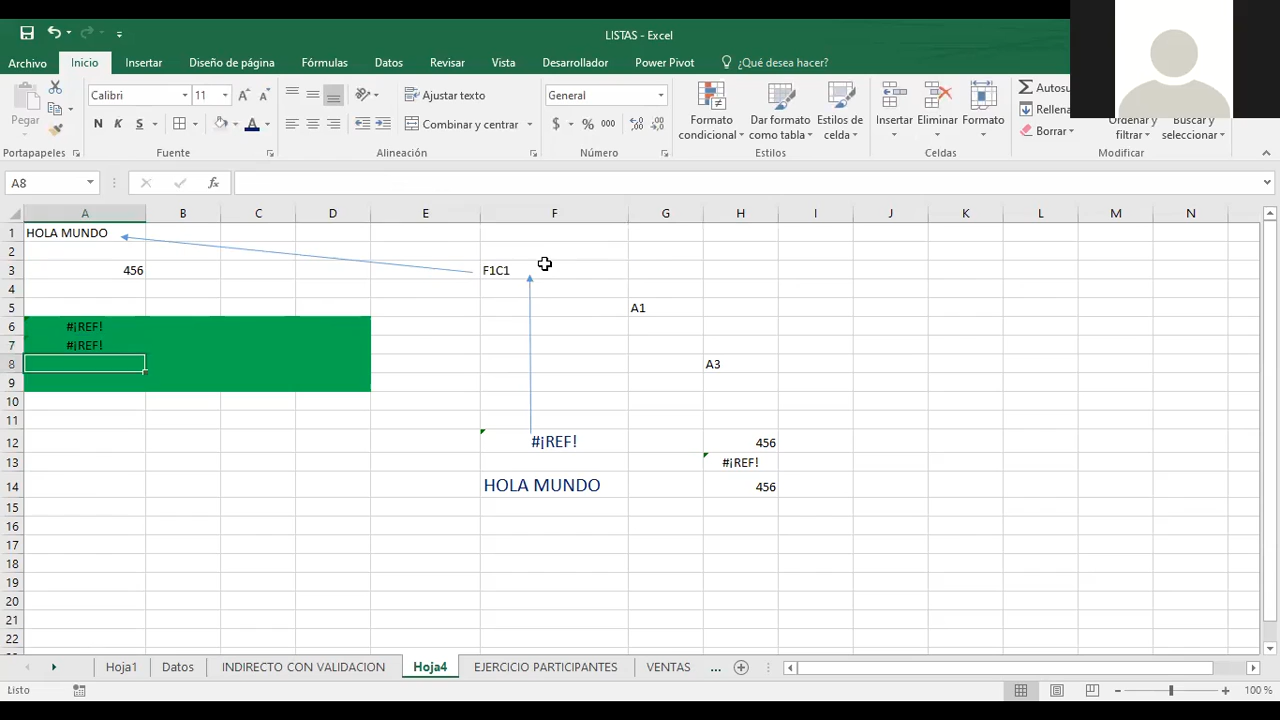 LISTAS - Excel
Archivo Inicio Insertar Diseño de página Fórmulas Datos Revisar Vista Desarrollador Power Pivot ¿Qué desea hacer?
Pegar
Calibri 11
N K S
Ajustar texto
Combinar y centrar
General
$ % 000
Formato condicional
Dar formato como tabla
Estilos de celda
Insertar
Eliminar
Formato
Autosu
Rellena
Borrar
Ordenar y filtrar
Buscar y seleccionar
Portapapeles Fuente Alineación Número Estilos Celdas Modificar
A8 fx
A B C D E F G H I J K L M N
1 HOLA MUNDO
2
3 456 F1C1
4
5 A1
6 #¡REF!
7 #¡REF!
8 A3
9
10
11
12 #¡REF! 456
13 #¡REF!
14 HOLA MUNDO 456
15
16
17
18
19
20
21
22
Hoja1 Datos INDIRECTO CON VALIDACION Hoja4 EJERCICIO PARTICIPANTES VENTAS ...
Listo 100 %